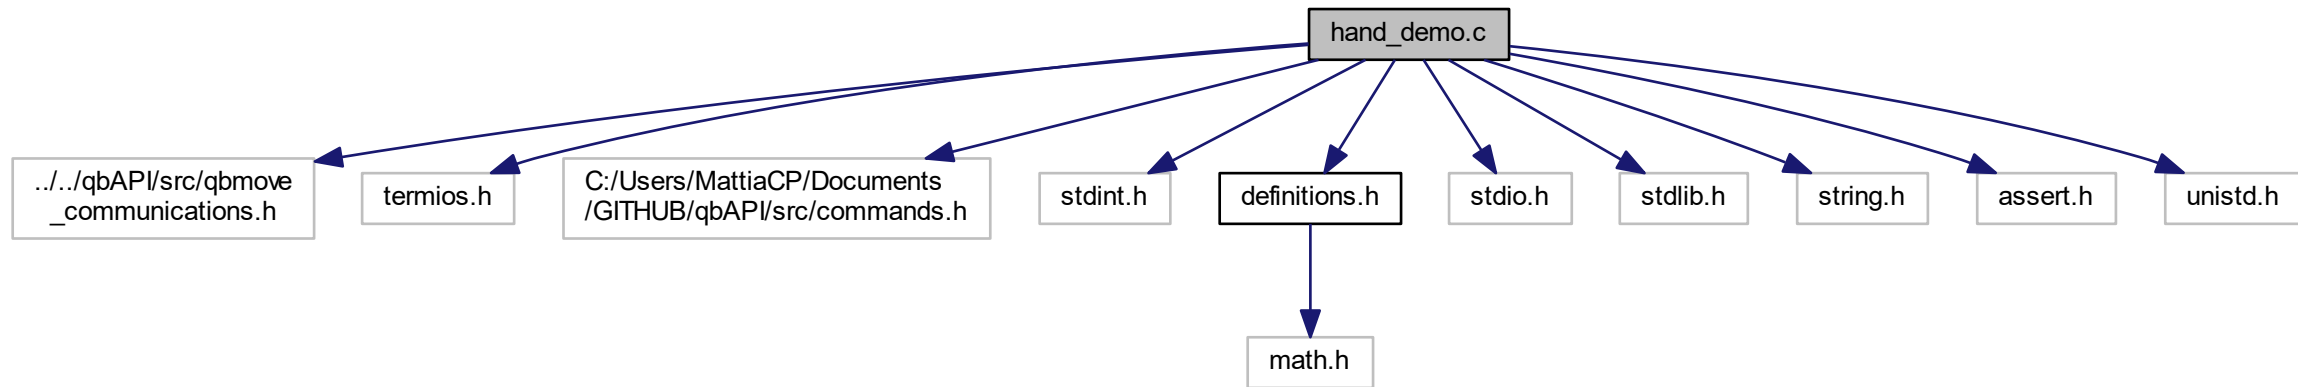 hand_demo.c
../../qbAPI/src/qbmove
_communications.h
termios.h
C:/Users/MattiaCP/Documents
/GITHUB/qbAPI/src/commands.h
stdint.h
definitions.h
stdio.h
stdlib.h
string.h
assert.h
unistd.h
math.h